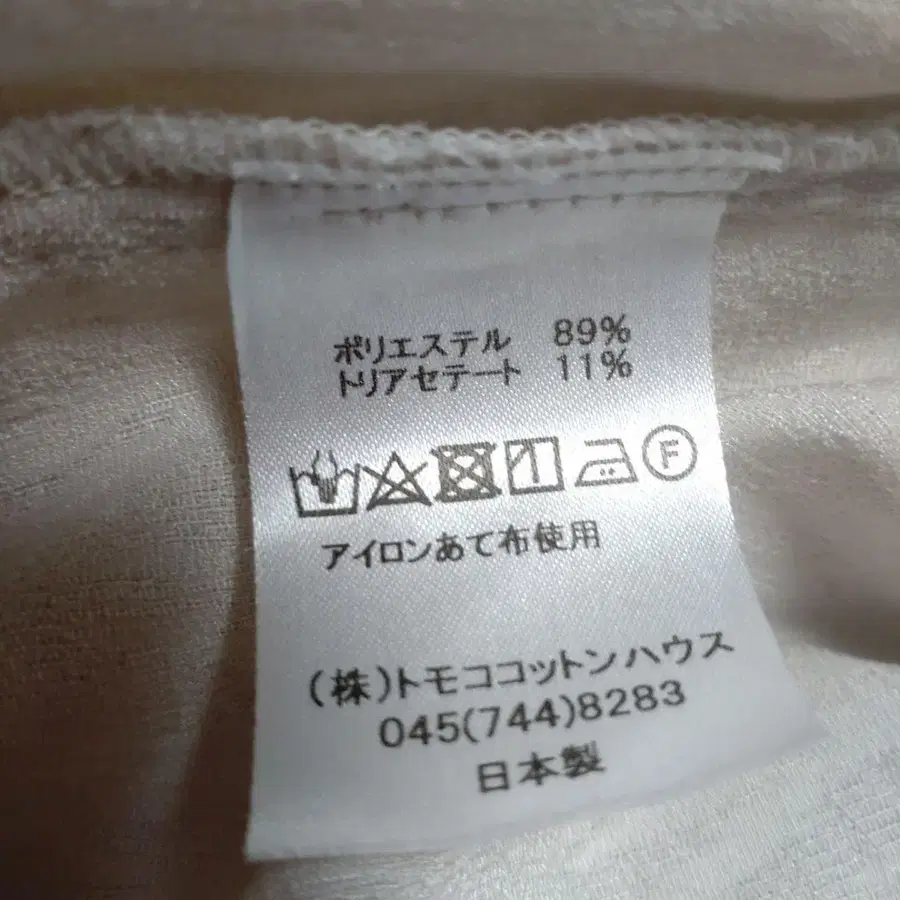 ポリエステル 89%
トリアセテート 11%
F
アイロンあて布使用
(株)トモココットンハウス
045(744)8283
日本製